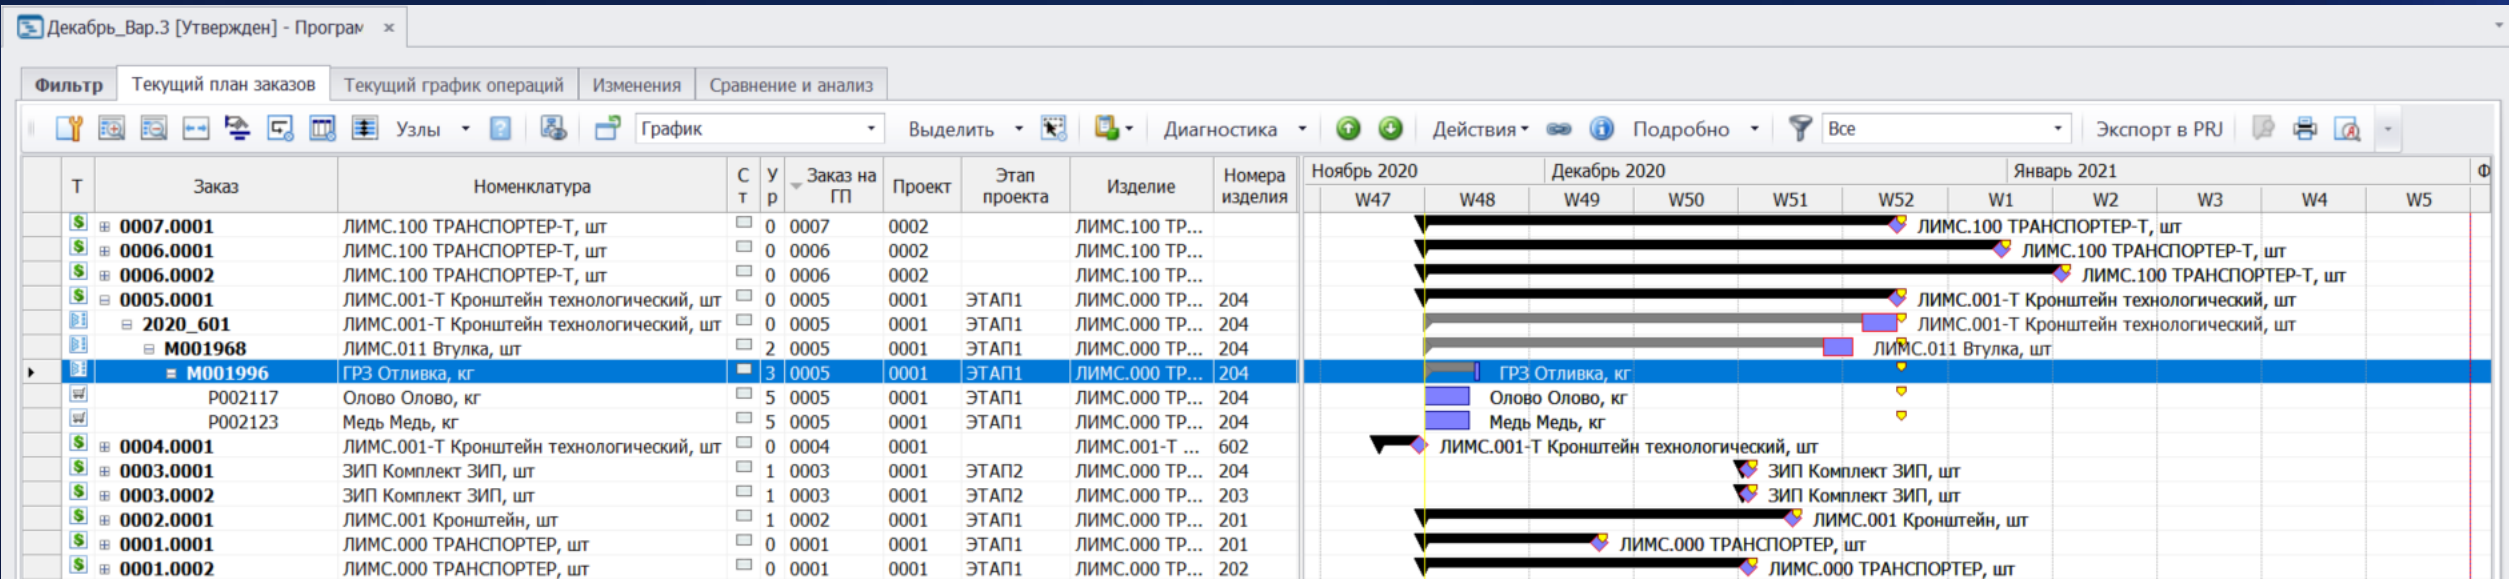 Декабрь_Вар.3 [Утвержден] - Програм ×
Фильтр Текущий план заказов Текущий график операций Изменения Сравнение и анализ
Узлы График Выделить Диагностика Действия Подробно Все Экспорт в PRJ
Т Заказ Номенклатура Ст Ур Заказ на ГП Проект Этап проекта Изделие Номера изделия Ноябрь 2020 Декабрь 2020 Январь 2021 Ф
W47 W48 W49 W50 W51 W52 W1 W2 W3 W4 W5
0007.0001 ЛИМС.100 ТРАНСПОРТЕР-Т, шт 0 0007 0002 ЛИМС.100 ТР... ЛИМС.100 ТРАНСПОРТЕР-Т, шт
0006.0001 ЛИМС.100 ТРАНСПОРТЕР-Т, шт 0 0006 0002 ЛИМС.100 ТР... ЛИМС.100 ТРАНСПОРТЕР-Т, шт
0006.0002 ЛИМС.100 ТРАНСПОРТЕР-Т, шт 0 0006 0002 ЛИМС.100 ТР... ЛИМС.100 ТРАНСПОРТЕР-Т, шт
0005.0001 ЛИМС.001-Т Кронштейн технологический, шт 0 0005 0001 ЭТАП1 ЛИМС.000 ТР... 204 ЛИМС.001-Т Кронштейн технологический, шт
2020_601 ЛИМС.001-Т Кронштейн технологический, шт 0 0005 0001 ЭТАП1 ЛИМС.000 ТР... 204 ЛИМС.001-Т Кронштейн технологический, шт
М001968 ЛИМС.011 Втулка, шт 2 0005 0001 ЭТАП1 ЛИМС.000 ТР... 204 ЛИМС.011 Втулка, шт
М001996 ГРЗ Отливка, кг 3 0005 0001 ЭТАП1 ЛИМС.000 ТР... 204 ГРЗ Отливка, кг
Р002117 Олово Олово, кг 5 0005 0001 ЭТАП1 ЛИМС.000 ТР... 204 Олово Олово, кг
Р002123 Медь Медь, кг 5 0005 0001 ЭТАП1 ЛИМС.000 ТР... 204 Медь Медь, кг
0004.0001 ЛИМС.001-Т Кронштейн технологический, шт 0 0004 0001 ЛИМС.001-Т ... 602 ЛИМС.001-Т Кронштейн технологический, шт
0003.0001 ЗИП Комплект ЗИП, шт 1 0003 0001 ЭТАП2 ЛИМС.000 ТР... 204 ЗИП Комплект ЗИП, шт
0003.0002 ЗИП Комплект ЗИП, шт 1 0003 0001 ЭТАП2 ЛИМС.000 ТР... 203 ЗИП Комплект ЗИП, шт
0002.0001 ЛИМС.001 Кронштейн, шт 1 0002 0001 ЭТАП1 ЛИМС.000 ТР... 201 ЛИМС.001 Кронштейн, шт
0001.0001 ЛИМС.000 ТРАНСПОРТЕР, шт 0 0001 0001 ЭТАП1 ЛИМС.000 ТР... 201 ЛИМС.000 ТРАНСПОРТЕР, шт
0001.0002 ЛИМС.000 ТРАНСПОРТЕР, шт 0 0001 0001 ЭТАП1 ЛИМС.000 ТР... 202 ЛИМС.000 ТРАНСПОРТЕР, шт